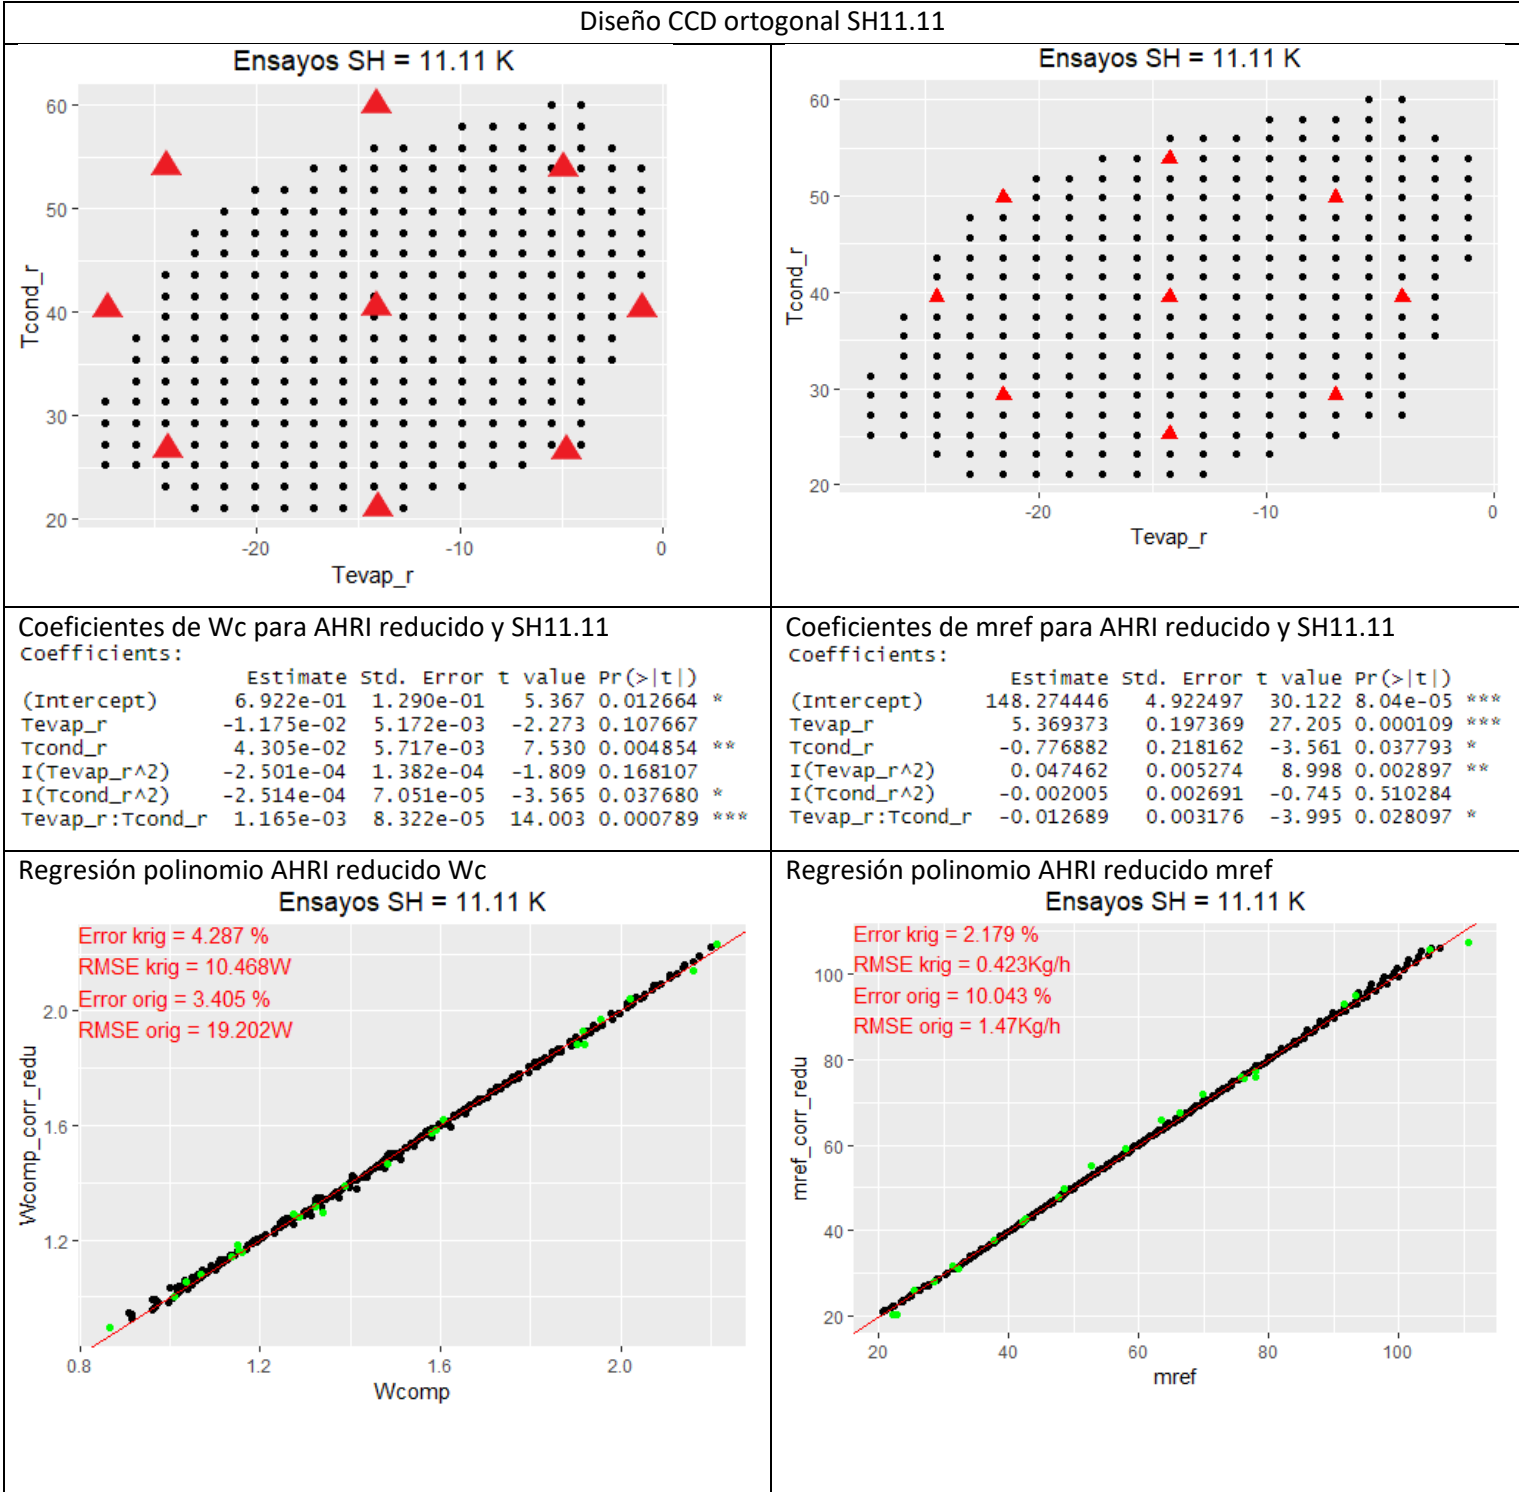 Diseño CCD ortogonal SH11.11
Ensayos SH = 11.11 K
60
50
40
30
20
Tcond_r
-20
-10
0
Tevap_r
Ensayos SH = 11.11 K
60
50
40
30
20
Tcond_r
-20
-10
0
Tevap_r
Coeficientes de Wc para AHRI reducido y SH11.11
Coefficients:
Estimate Std. Error t value Pr(>|t|)
(Intercept) 6.922e-01 1.290e-01 5.367 0.012664 *
Tevap_r -1.175e-02 5.172e-03 -2.273 0.107667
Tcond_r 4.305e-02 5.717e-03 7.530 0.004854 **
I(Tevap_r^2) -2.501e-04 1.382e-04 -1.809 0.168107
I(Tcond_r^2) -2.514e-04 7.051e-05 -3.565 0.037680 *
Tevap_r:Tcond_r 1.165e-03 8.322e-05 14.003 0.000789 ***
Coeficientes de mref para AHRI reducido y SH11.11
Coefficients:
Estimate Std. Error t value Pr(>|t|)
(Intercept) 148.274446 4.922497 30.122 8.04e-05 ***
Tevap_r 5.369373 0.197369 27.205 0.000109 ***
Tcond_r -0.776882 0.218162 -3.561 0.037793 *
I(Tevap_r^2) 0.047462 0.005274 8.998 0.002897 **
I(Tcond_r^2) -0.002005 0.002691 -0.745 0.510284
Tevap_r:Tcond_r -0.012689 0.003176 -3.995 0.028097 *
Regresión polinomio AHRI reducido Wc
Ensayos SH = 11.11 K
Error krig = 4.287 %
RMSE krig = 10.468W
Error orig = 3.405 %
RMSE orig = 19.202W
2.0
1.6
1.2
Wcomp_corr_redu
0.8
1.2
1.6
2.0
Wcomp
Regresión polinomio AHRI reducido mref
Ensayos SH = 11.11 K
Error krig = 2.179 %
RMSE krig = 0.423Kg/h
Error orig = 10.043 %
RMSE orig = 1.47Kg/h
100
80
60
40
20
mref_corr_redu
20
40
60
80
100
mref